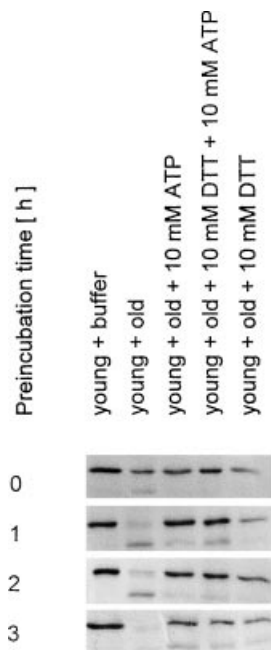 Preincubation time [ h ]
young + buffer
young + old
young + old + 10 mM ATP
young + old + 10 mM DTT + 10 mM ATP
young + old + 10 mM DTT
0
1
2
3